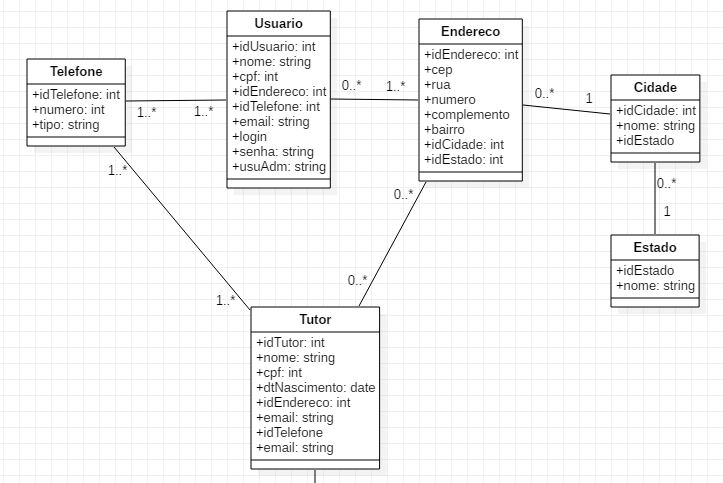 Telefone
+idTelefone: int
+numero: int
+tipo: string
1..*
1..*
Usuario
+idUsuario: int
+nome: string
+cpf: int
+idEndereco: int
+idTelefone: int
+email: string
+login
+senha: string
+usuAdm: string
0..*
1..*
Endereco
+idEndereco: int
+cep
+rua
+numero
+complemento
+bairro
+idCidade: int
+idEstado: int
0..*
1
Cidade
+idCidade: int
+nome: string
+idEstado
0..*
1
Estado
+idEstado
+nome: string
1..*
1..*
0..*
0..*
Tutor
+idTutor: int
+nome: string
+cpf: int
+dtNascimento: date
+idEndereco: int
+email: string
+idTelefone
+email: string